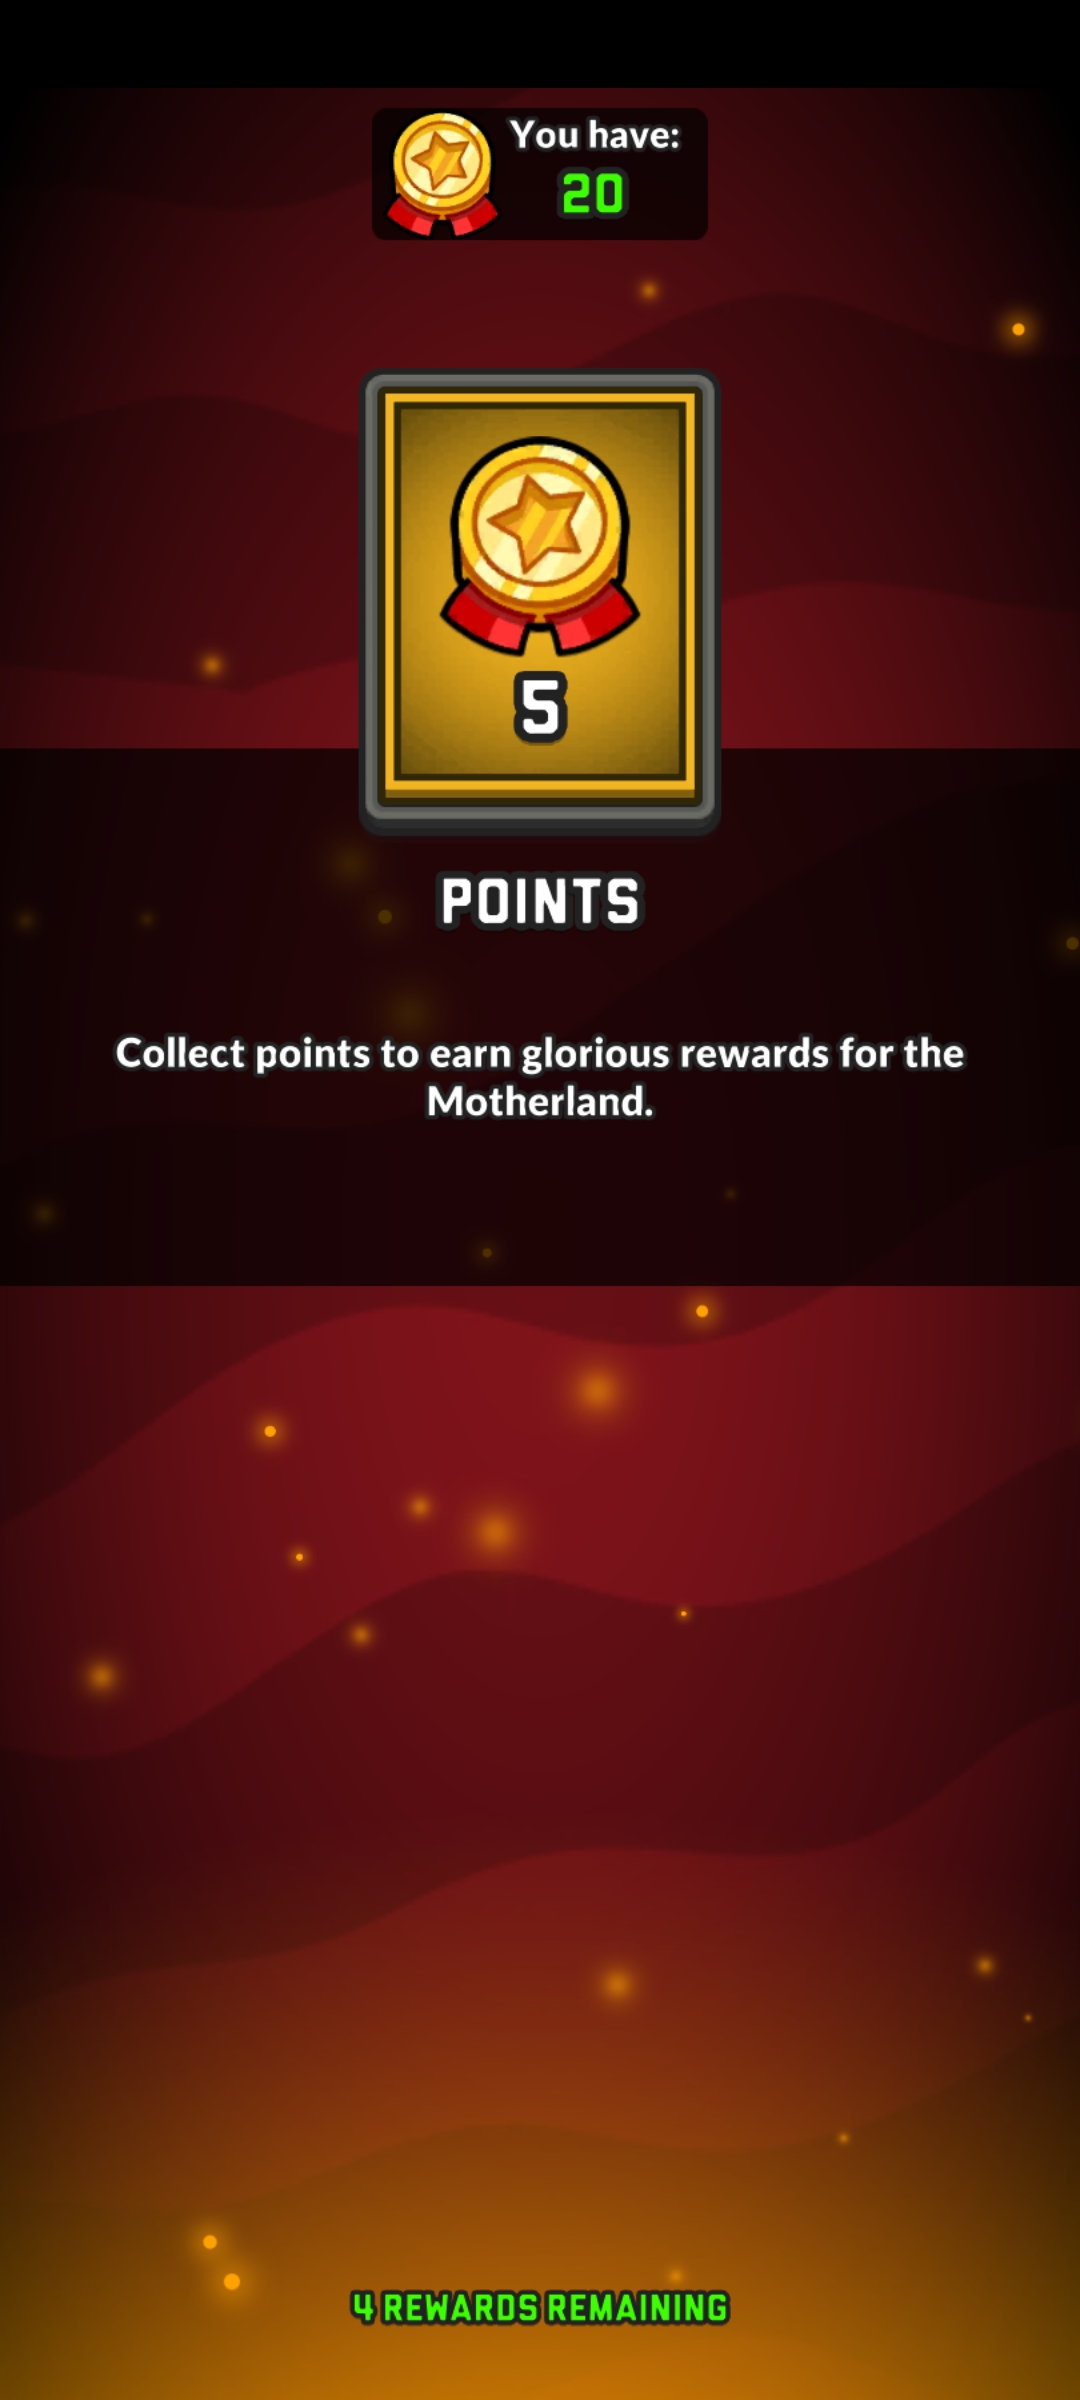 You have:
20
5
POINTS
Collect points to earn glorious rewards for the
Motherland.
4 REWARDS REMAINING